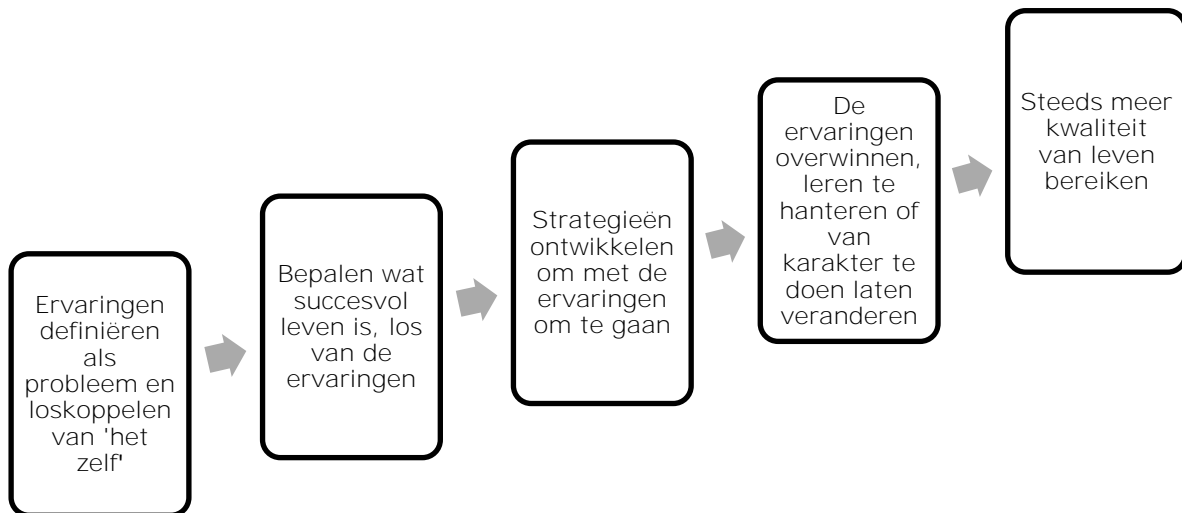 Ervaringen
definiëren
als
probleem en
loskoppelen
van 'het
zelf'
Bepalen wat
succesvol
leven is, los
van de
ervaringen
Strategieën
ontwikkelen
om met de
ervaringen
om te gaan
De
ervaringen
overwinnen,
leren te
hanteren of
van
karakter te
doen laten
veranderen
Steeds meer
kwaliteit
van leven
bereiken